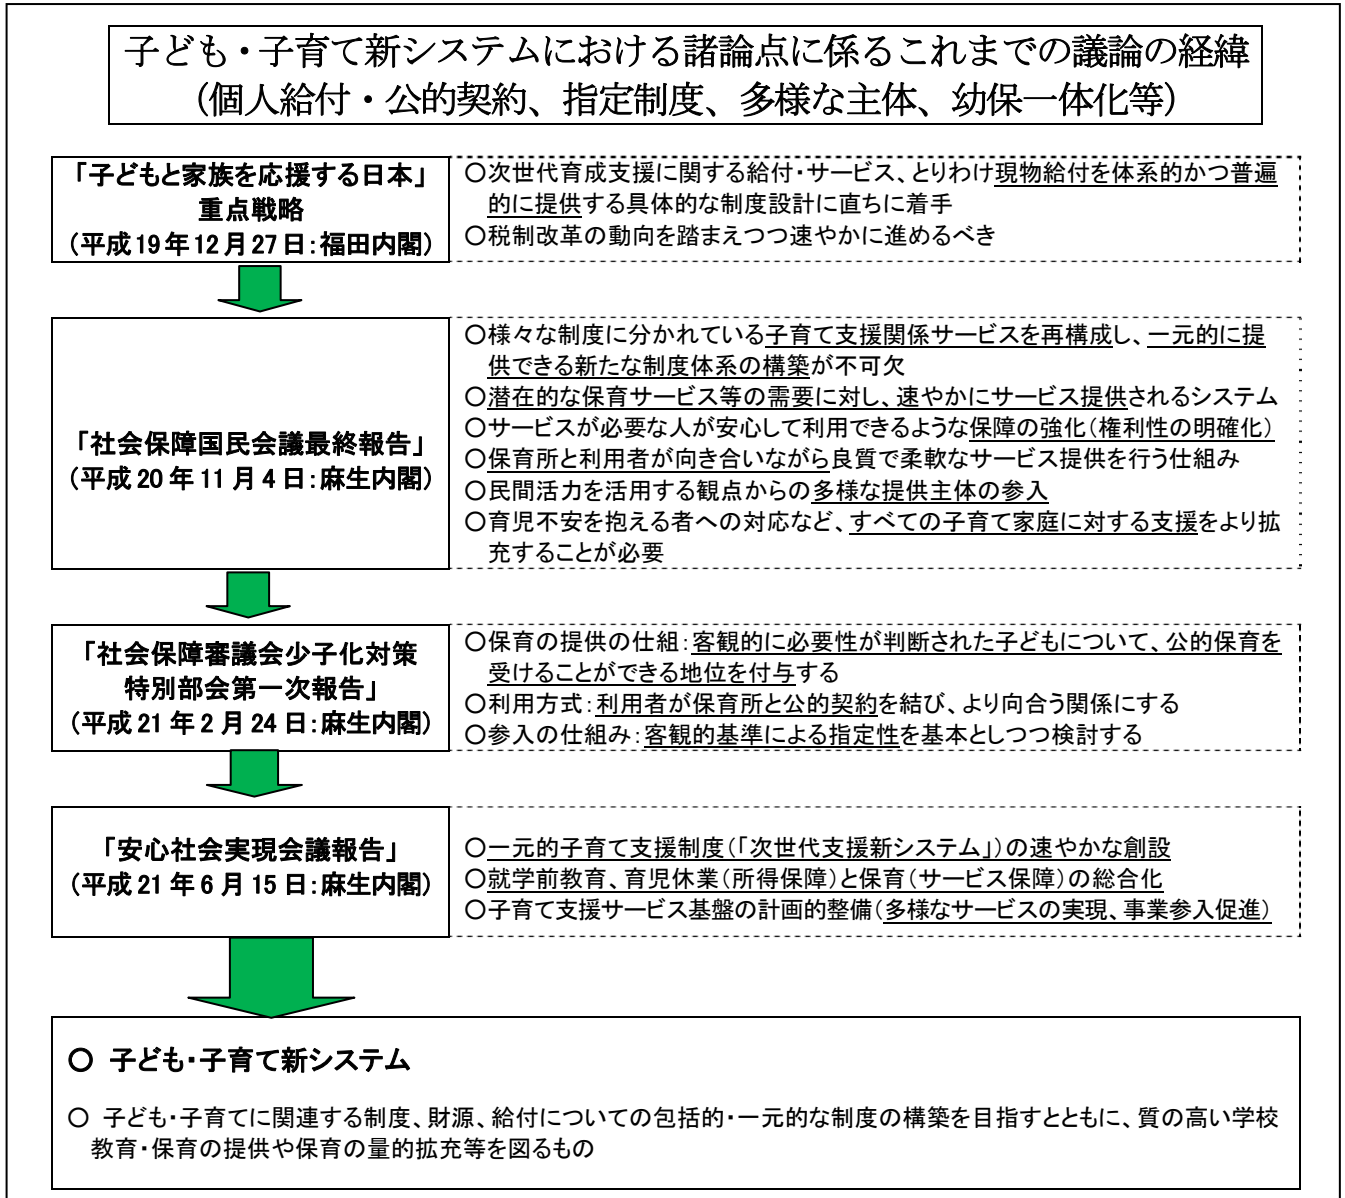 子ども・子育て新システムにおける諸論点に係るこれまでの議論の経緯
（個人給付・公的契約、指定制度、多様な主体、幼保一体化等）
「子どもと家族を応援する日本」
重点戦略
（平成19年12月27日：福田内閣）
○次世代育成支援に関する給付・サービス、とりわけ現物給付を体系的かつ普遍
的に提供する具体的な制度設計に直ちに着手
○税制改革の動向を踏まえつつ速やかに進めるべき
「社会保障国民会議最終報告」
（平成20年11月4日：麻生内閣）
○様々な制度に分かれている子育て支援関係サービスを再構成し、一元的に提
供できる新たな制度体系の構築が不可欠
○潜在的な保育サービス等の需要に対し、速やかにサービス提供されるシステム
○サービスが必要な人が安心して利用できるような保障の強化（権利性の明確化）
○保育所と利用者が向き合いながら良質で柔軟なサービス提供を行う仕組み
○民間活力を活用する観点からの多様な提供主体の参入
○育児不安を抱える者への対応など、すべての子育て家庭に対する支援をより拡
充することが必要
「社会保障審議会少子化対策
特別部会第一次報告」
（平成21年2月24日：麻生内閣）
○保育の提供の仕組：客観的に必要性が判断された子どもについて、公的保育を
受けることができる地位を付与する
○利用方式：利用者が保育所と公的契約を結び、より向合う関係にする
○参入の仕組み：客観的基準による指定性を基本としつつ検討する
「安心社会実現会議報告」
（平成21年6月15日：麻生内閣）
○一元的子育て支援制度（「次世代支援新システム」）の速やかな創設
○就学前教育、育児休業（所得保障）と保育（サービス保障）の総合化
○子育て支援サービス基盤の計画的整備（多様なサービスの実現、事業参入促進）
○ 子ども・子育て新システム
○ 子ども・子育てに関連する制度、財源、給付についての包括的・一元的な制度の構築を目指すとともに、質の高い学校
教育・保育の提供や保育の量的拡充等を図るもの